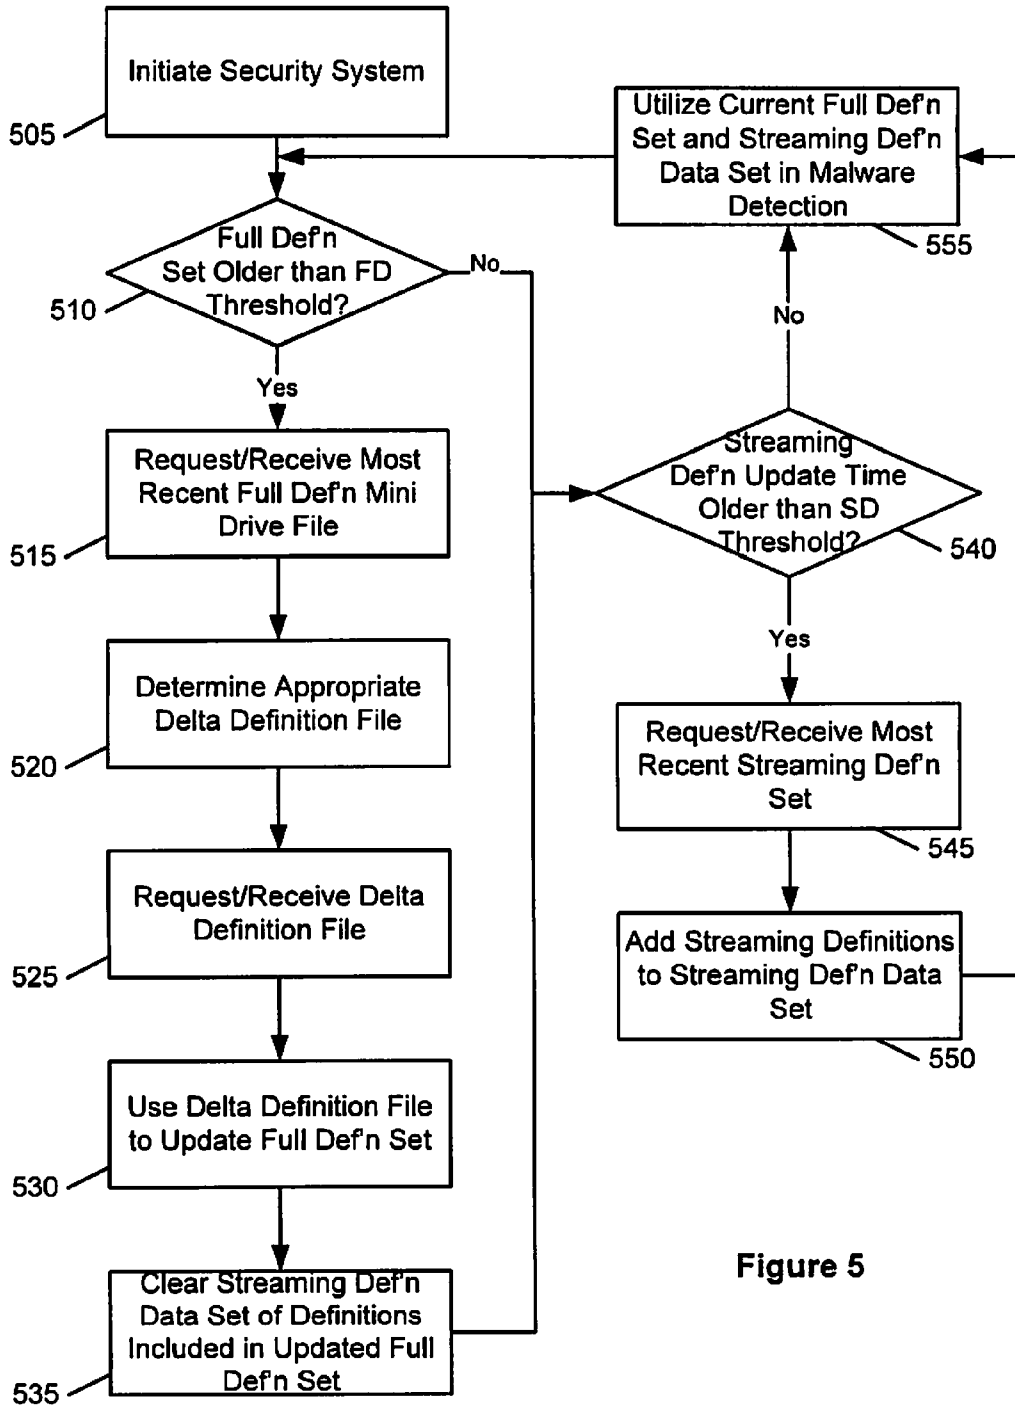 Initiate Security System
505
Full Def'n
Set Older than FD
Threshold?
510
No
Yes
Request/Receive Most
Recent Full Def'n Mini
Drive File
515
Determine Appropriate
Delta Definition File
520
Request/Receive Delta
Definition File
525
Use Delta Definition File
to Update Full Def'n Set
530
Clear Streaming Def'n
Data Set of Definitions
Included in Updated Full
Def'n Set
535
Utilize Current Full Def'n
Set and Streaming Def'n
Data Set in Malware
Detection
555
No
Streaming
Def'n Update Time
Older than SD
Threshold?
540
Yes
Request/Receive Most
Recent Streaming Def'n
Set
545
Add Streaming Definitions
to Streaming Def'n Data
Set
550
Figure 5